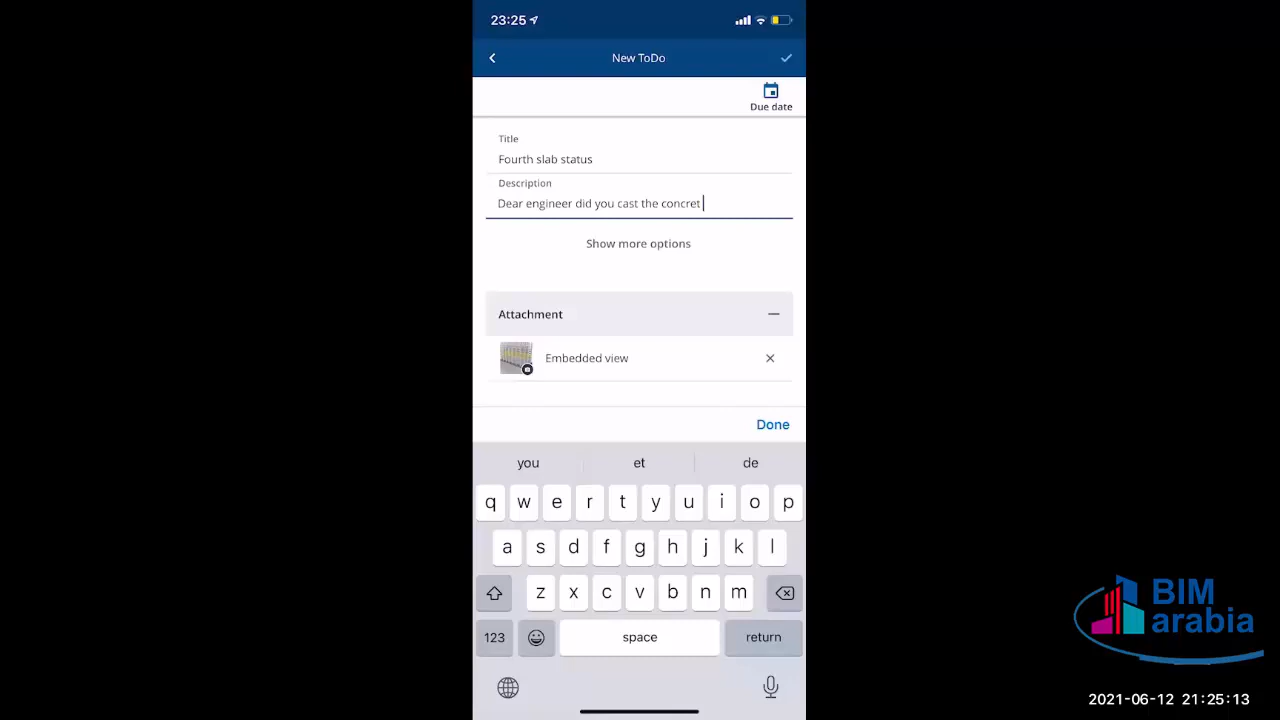 23:25
New ToDo
Due date
Title
Fourth slab status
Description
Dear engineer did you cast the concret
Show more options
Attachment
Embedded view
Done
you et de
q w e r t y u i o p
a s d f g h j k l
z x c v b n m
123 space return
BIM
arabia
2021-06-12 21:25:13